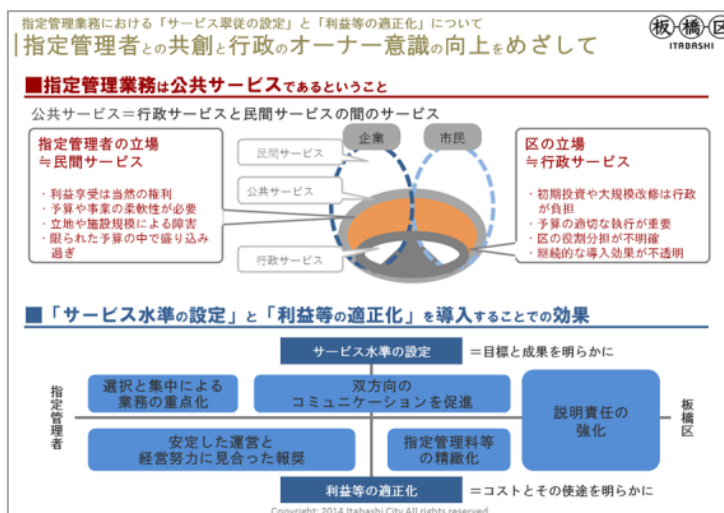 指定管理業務における「サービス翠従の設定」と「利益等の適正化」について
指定管理者との共創と行政のオーナー意識の向上をめざして
板・橋・区
ITABASHI
■指定管理業務は公共サービスであるということ
公共サービス＝行政サービスと民間サービスの間のサービス
指定管理者の立場
≒民間サービス
・利益享受は当然の権利
・予算や事業の柔軟性が必要
・立地や施設規模による障害
・限られた予算の中で盛り込み
過ぎ
企業
市民
民間サービス
公共サービス
行政サービス
区の立場
≒行政サービス
・初期投資や大規模改修は行政
が負担
・予算の適切な執行が重要
・区の役割分担が不明確
・継続的な導入効果が不透明
■「サービス水準の設定」と「利益等の適正化」を導入することでの効果
サービス水準の設定
＝目標と成果を明らかに
指定管理者
選択と集中による
業務の重点化
双方向の
コミュニケーションを促進
説明責任の
強化
板橋区
安定した運営と
経営努力に見合った報奨
指定管理料等
の精緻化
利益等の適正化
＝コストとその使途を明らかに
Copyright: 2014 Itabashi City All rights reserved